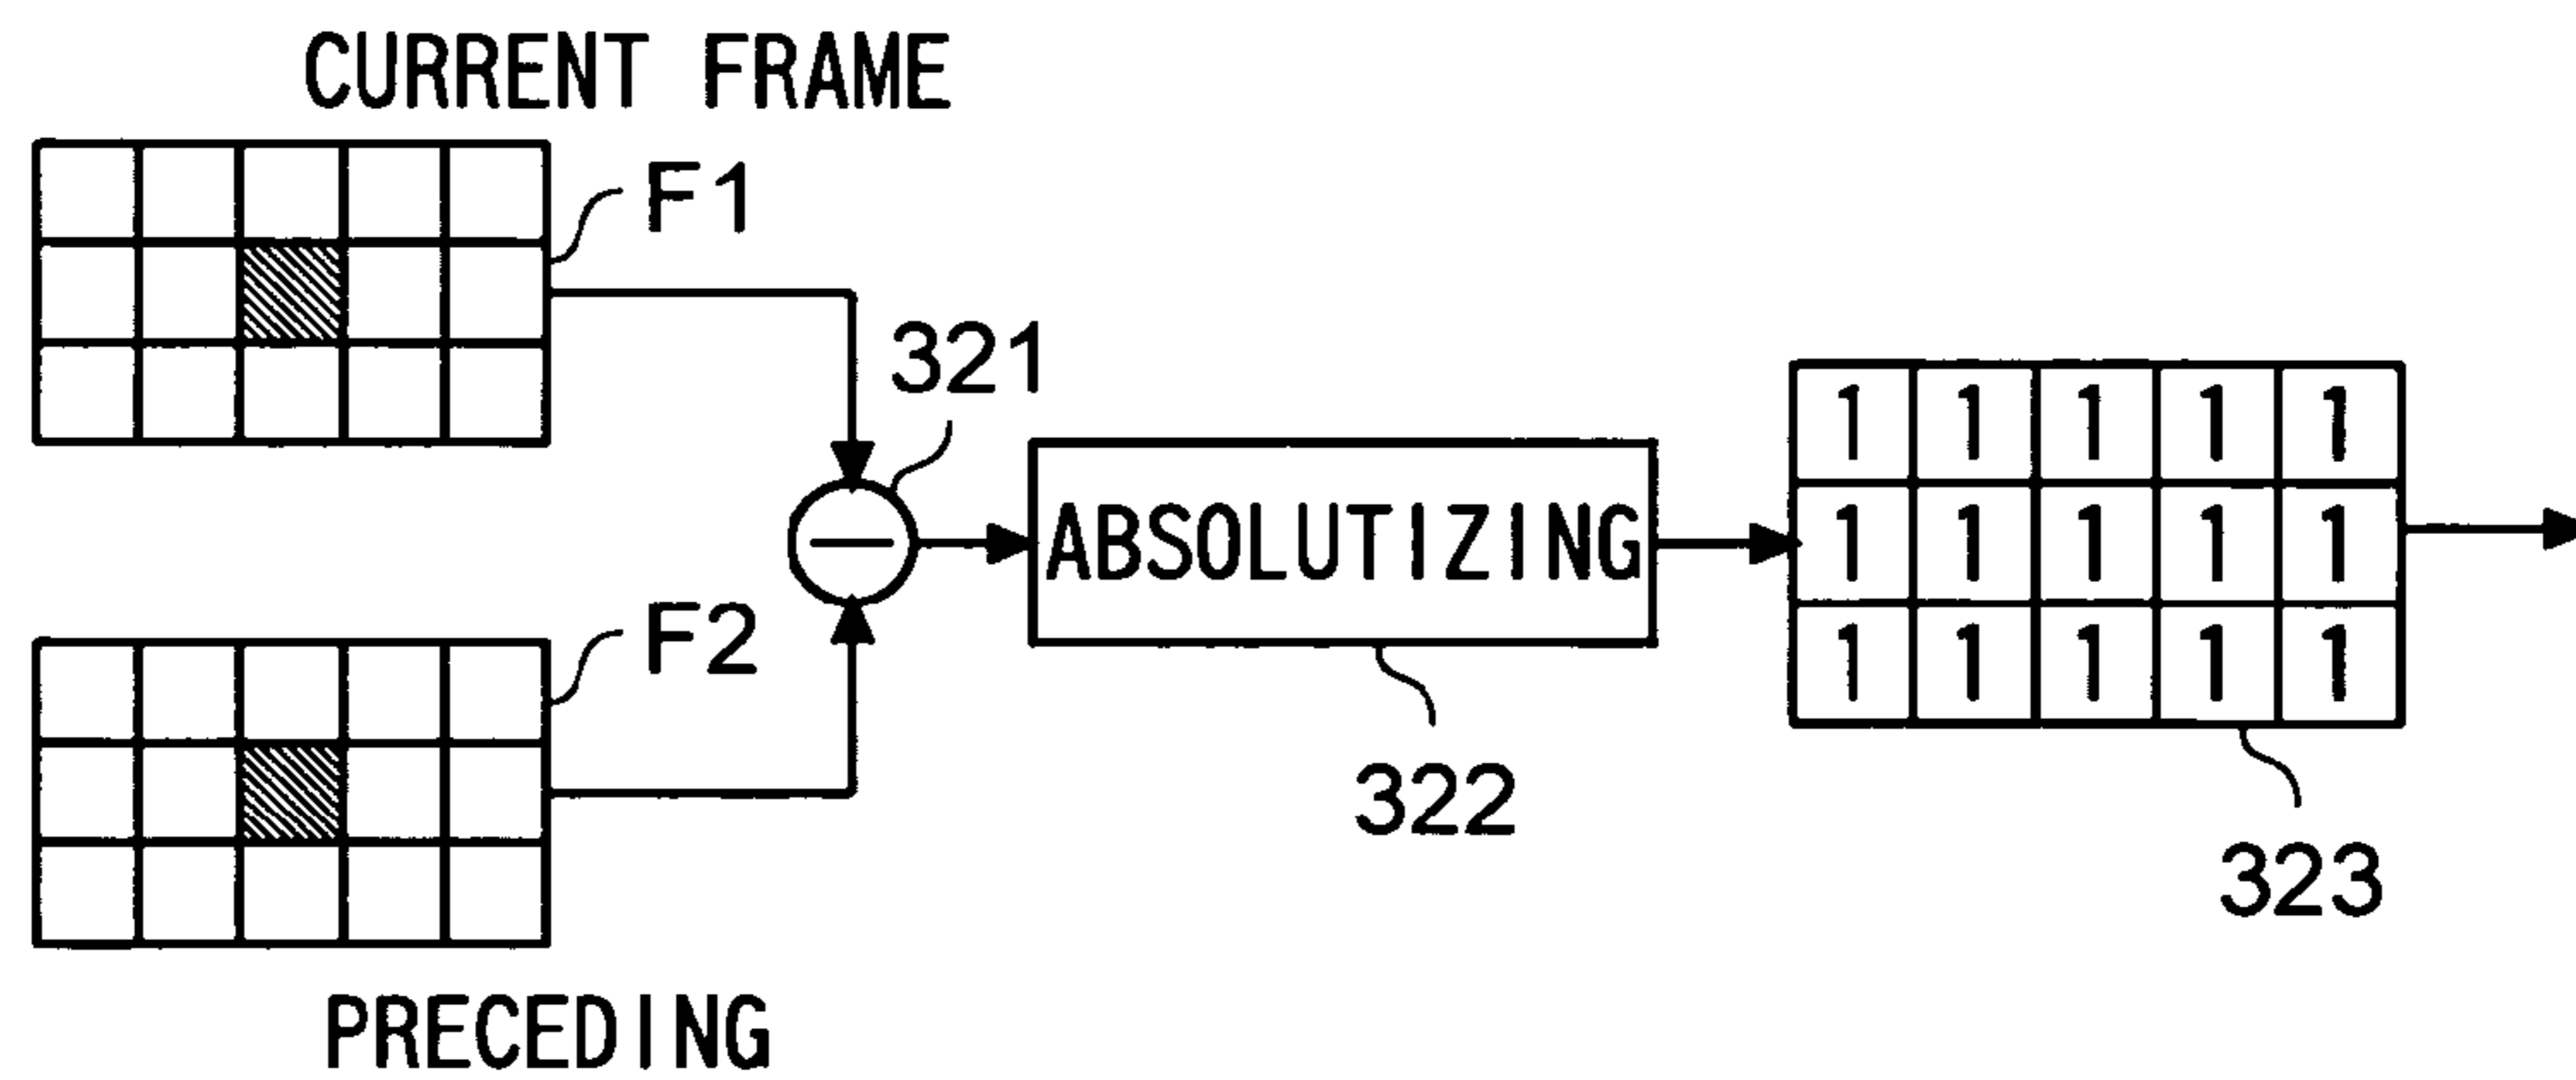 CURRENT FRAME
F1
321
1 1 1 1 1
ABSOLUTIZING
1 1 1 1 1
F2
1 1 1 1 1
322
323
PRECEDING